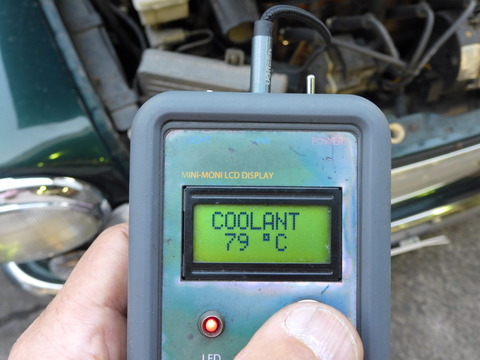 MINI-MONI LCD DISPLAY
COOLANT
79 °C
LED